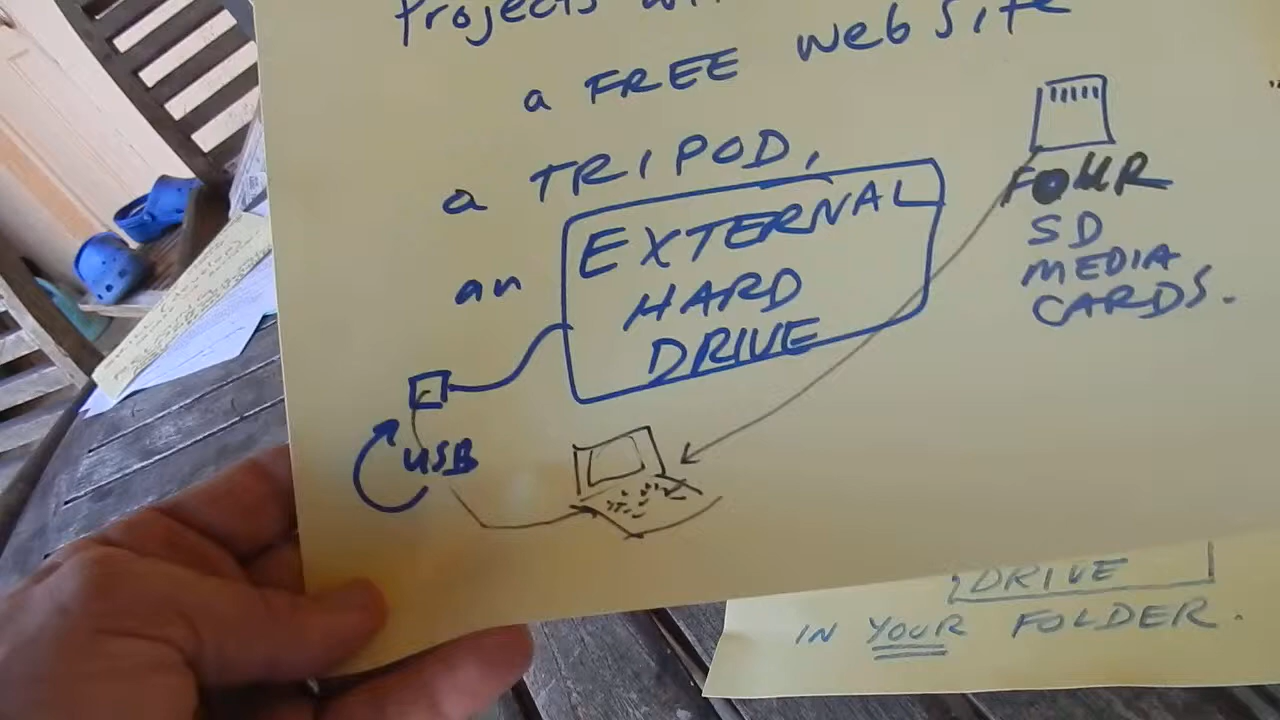 Projects
a FREE website
a TRIPOD,
an EXTERNAL
HARD
DRIVE
USB
FOUR
SD
MEDIA
CARDS.
DRIVE
IN YOUR FOLDER.